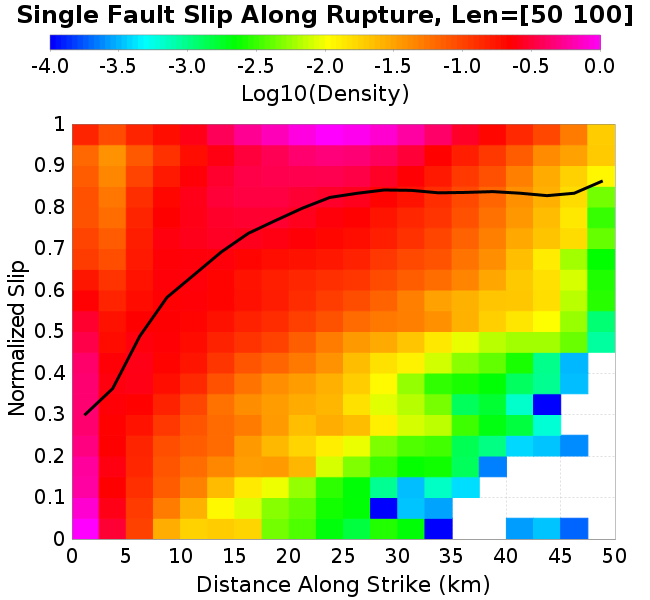 Single Fault Slip Along Rupture, Len=[50 100]
-4.0 -3.5 -3.0 -2.5 -2.0 -1.5 -1.0 -0.5 0.0
Log10(Density)
1
0.9
0.8
0.7
0.6
0.5
0.4
0.3
0.2
0.1
0
Normalized Slip
0 5 10 15 20 25 30 35 40 45 50
Distance Along Strike (km)